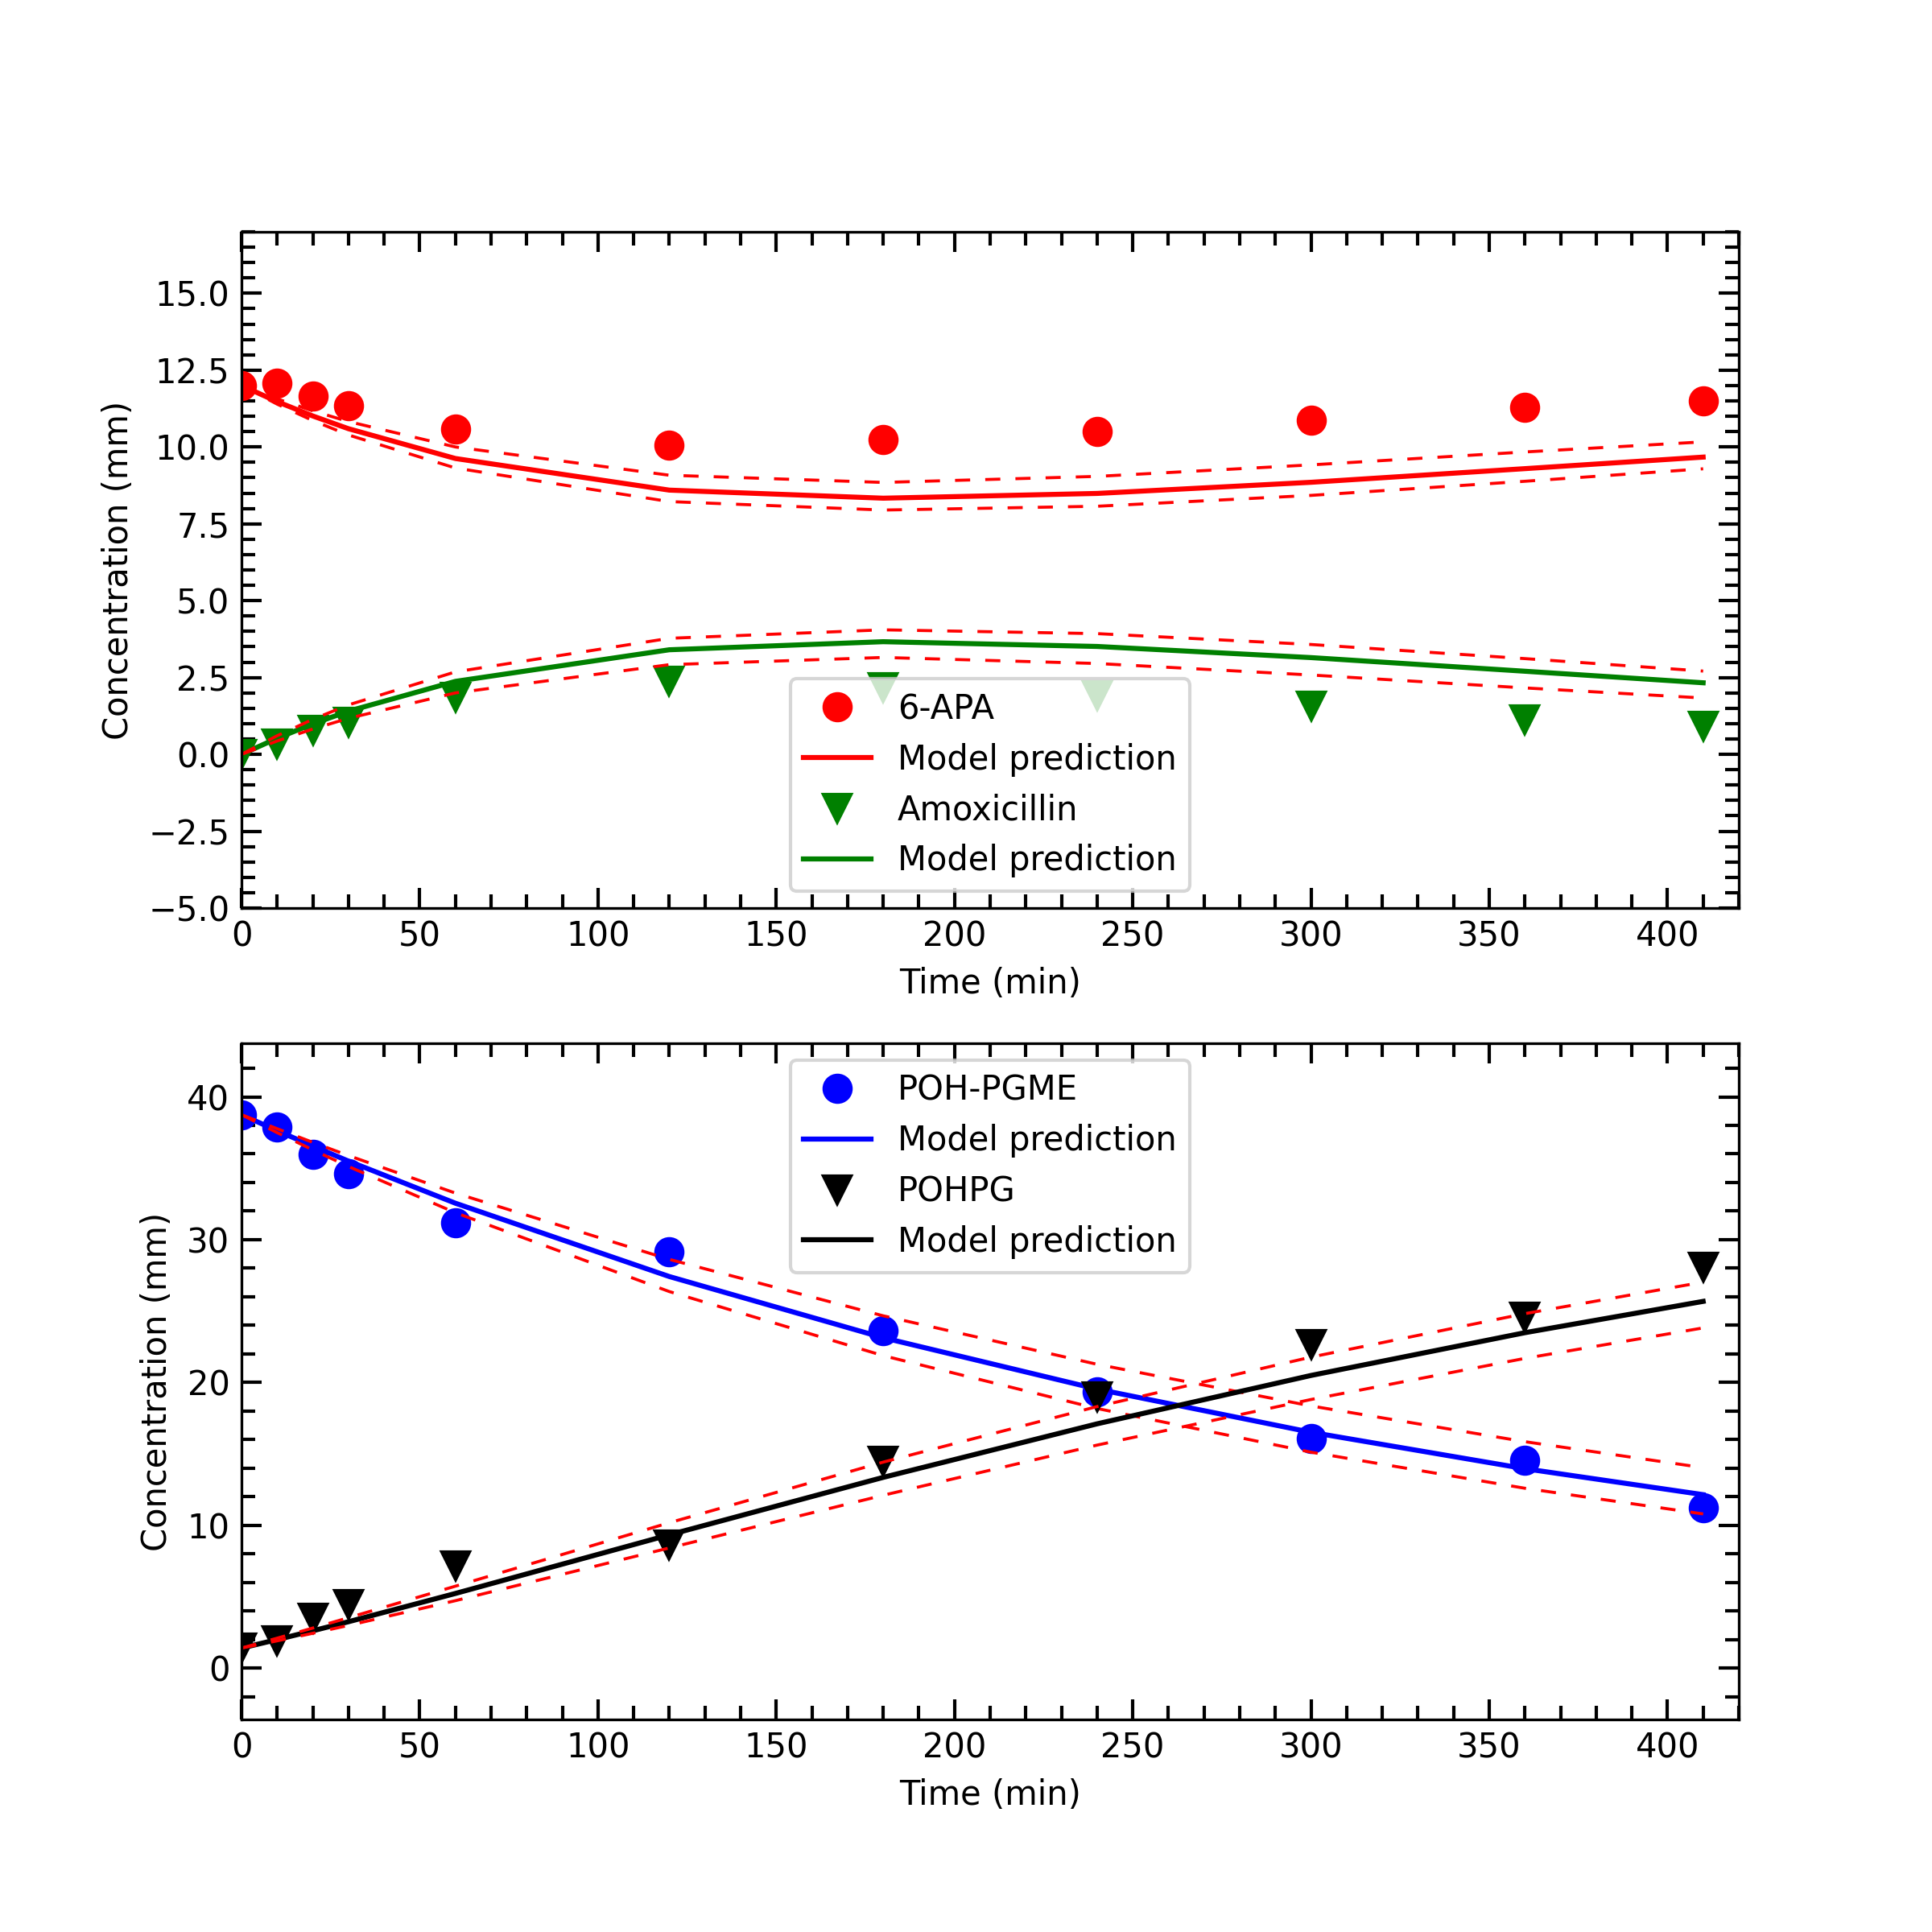 15.0
12.5
10.0
7.5
5.0
2.5
0.0
−2.5
−5.0
Concentration (mm)
6-APA
Model prediction
Amoxicillin
Model prediction
0 50 100 150 200 250 300 350 400
Time (min)
40
30
20
10
0
Concentration (mm)
POH-PGME
Model prediction
POHPG
Model prediction
0 50 100 150 200 250 300 350 400
Time (min)